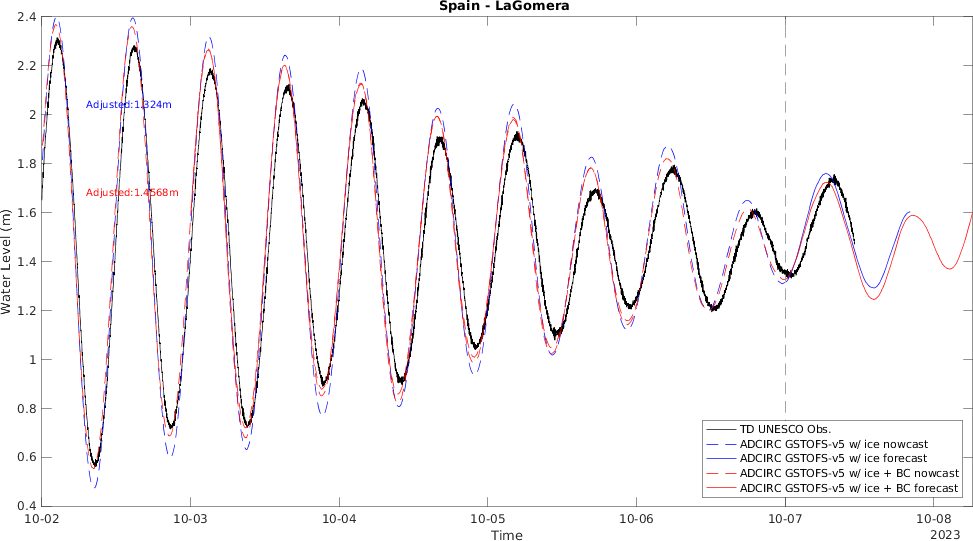 Spain - LaGomera
2.4
2.2
2
1.8
1.6
1.4
1.2
1
0.8
0.6
0.4
Water Level (m)
Adjusted:1.324m
Adjusted:1.4568m
TD UNESCO Obs.
ADCIRC GSTOFS-v5 w/ ice nowcast
ADCIRC GSTOFS-v5 w/ ice forecast
ADCIRC GSTOFS-v5 w/ ice + BC nowcast
ADCIRC GSTOFS-v5 w/ ice + BC forecast
10-02 10-03 10-04 10-05 10-06 10-07 10-08
Time
2023